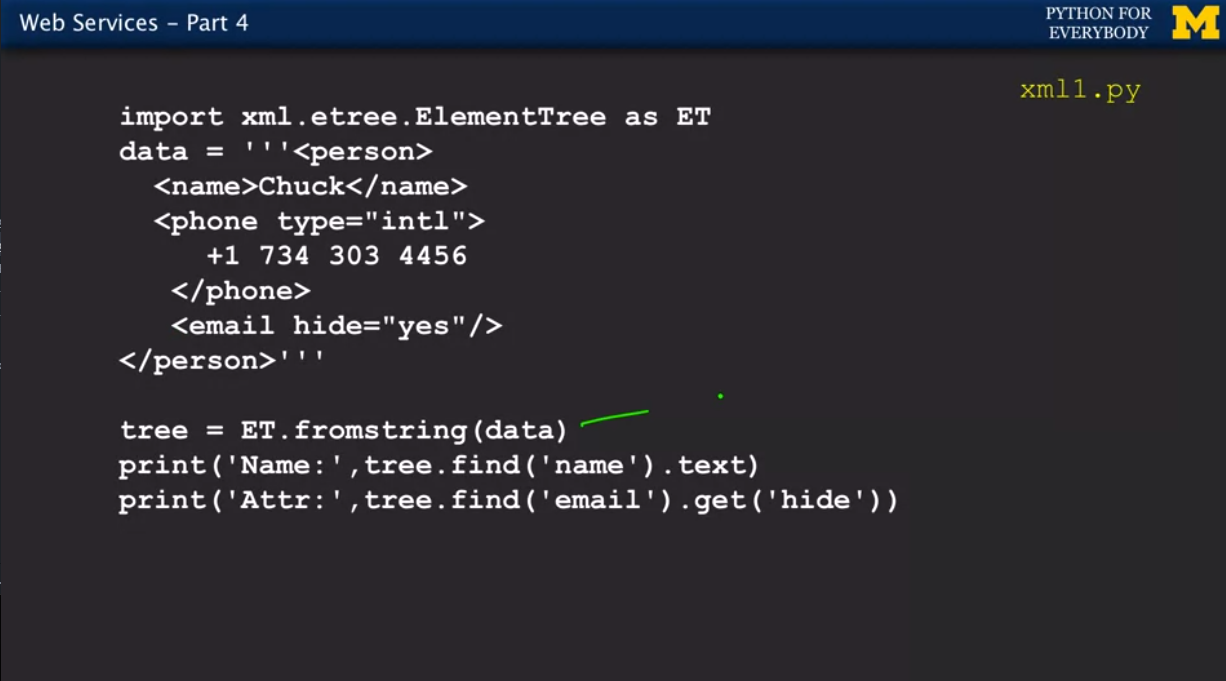 Web Services – Part 4
PYTHON FOR
EVERYBODY
M
xml1.py
import xml.etree.ElementTree as ET
data = '''<person>
  <name>Chuck</name>
  <phone type="intl">
     +1 734 303 4456
   </phone>
   <email hide="yes"/>
</person>'''
tree = ET.fromstring(data)
print('Name:',tree.find('name').text)
print('Attr:',tree.find('email').get('hide'))